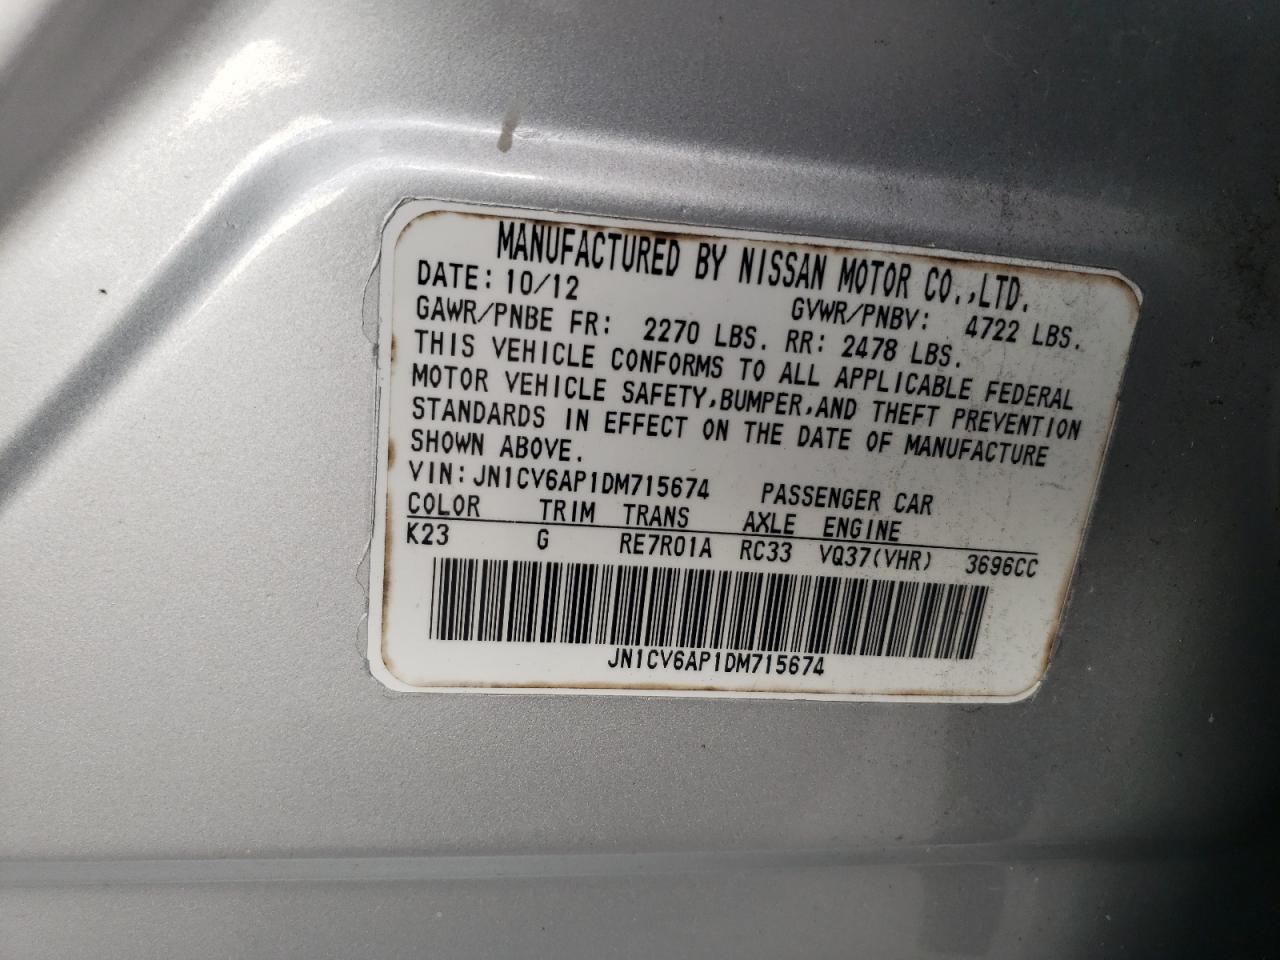 MANUFACTURED BY NISSAN MOTOR CO.,LTD.
DATE: 10/12 GVWR/PNBV: 4722 LBS.
GAWR/PNBE FR: 2270 LBS. RR: 2478 LBS.
THIS VEHICLE CONFORMS TO ALL APPLICABLE FEDERAL
MOTOR VEHICLE SAFETY,BUMPER,AND THEFT PREVENTION
STANDARDS IN EFFECT ON THE DATE OF MANUFACTURE
SHOWN ABOVE.
VIN:JN1CV6AP1DM715674 PASSENGER CAR
COLOR TRIM TRANS AXLE ENGINE
K23 G RE7R01A RC33 VQ37(VHR) 3696CC
JN1CV6AP1DM715674